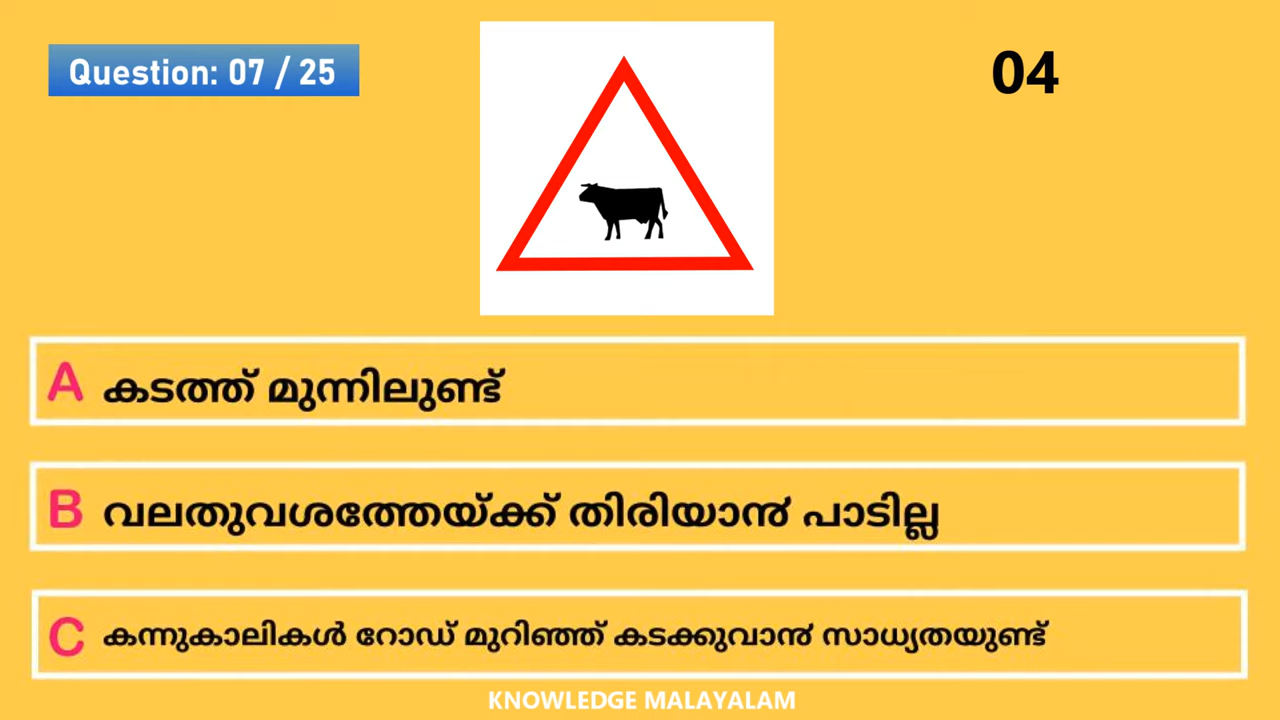 Question: 07 / 25
04
A കടത്ത് മുന്നിലുണ്ട്
B വലതുവശത്തേയ്ക്ക് തിരിയാൻ പാടില്ല
C കന്നുകാലികൾ റോഡ് മുറിഞ്ഞ് കടക്കുവാൻ സാധ്യതയുണ്ട്
KNOWLEDGE MALAYALAM